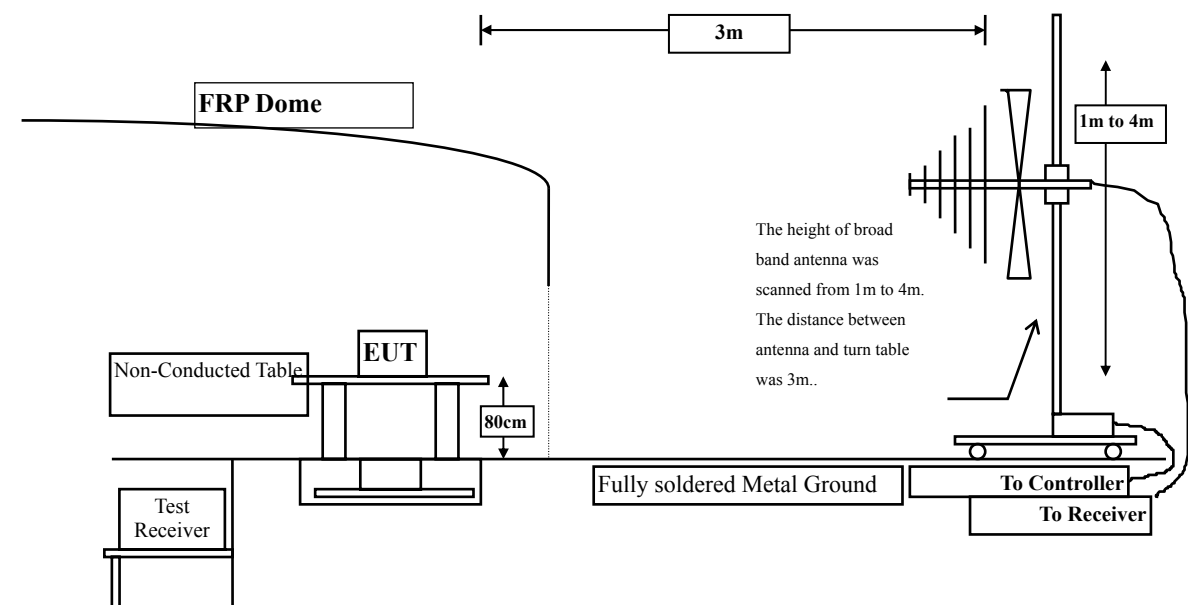 3m
FRP Dome
1m to 4m
The height of broad
band antenna was
scanned from 1m to 4m.
The distance between
antenna and turn table
was 3m..
EUT
Non-Conducted Table
80cm
Fully soldered Metal Ground
To Controller
To Receiver
Test
Receiver